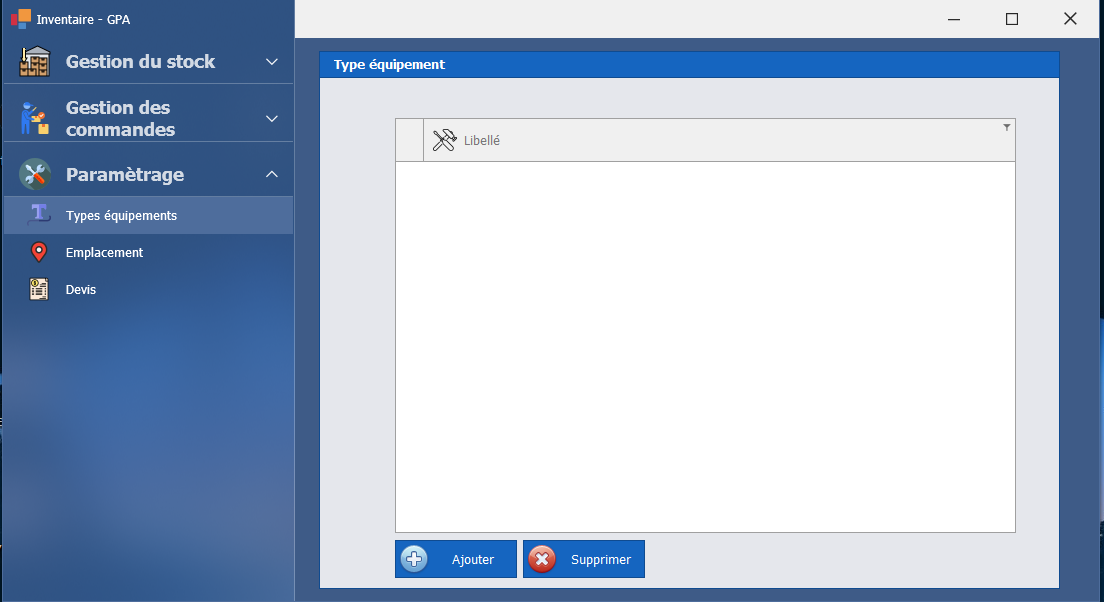 Inventaire - GPA
Gestion du stock
Gestion des
commandes
Paramètrage
Types équipements
Emplacement
Devis
Type équipement
Libellé
Ajouter
Supprimer